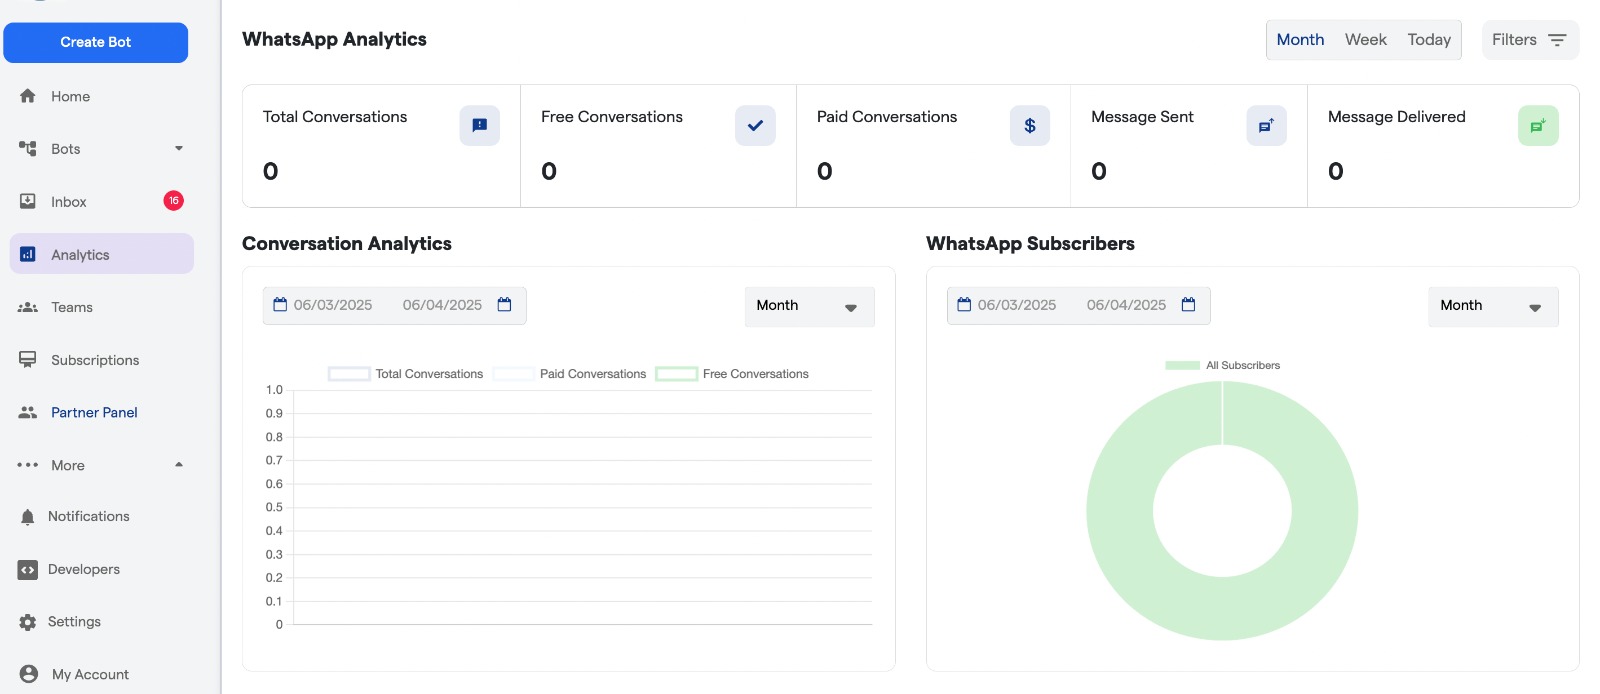 Create Bot
Home
Bots
Inbox 16
Analytics
Teams
Subscriptions
Partner Panel
More
Notifications
Developers
Settings
My Account
WhatsApp Analytics
Month Week Today Filters
Total Conversations
0
Free Conversations
0
Paid Conversations
$
0
Message Sent
0
Message Delivered
0
Conversation Analytics
06/03/2025 06/04/2025 Month
Total Conversations Paid Conversations Free Conversations
1.0
0.9
0.8
0.7
0.6
0.5
0.4
0.3
0.2
0.1
0
WhatsApp Subscribers
06/03/2025 06/04/2025 Month
All Subscribers